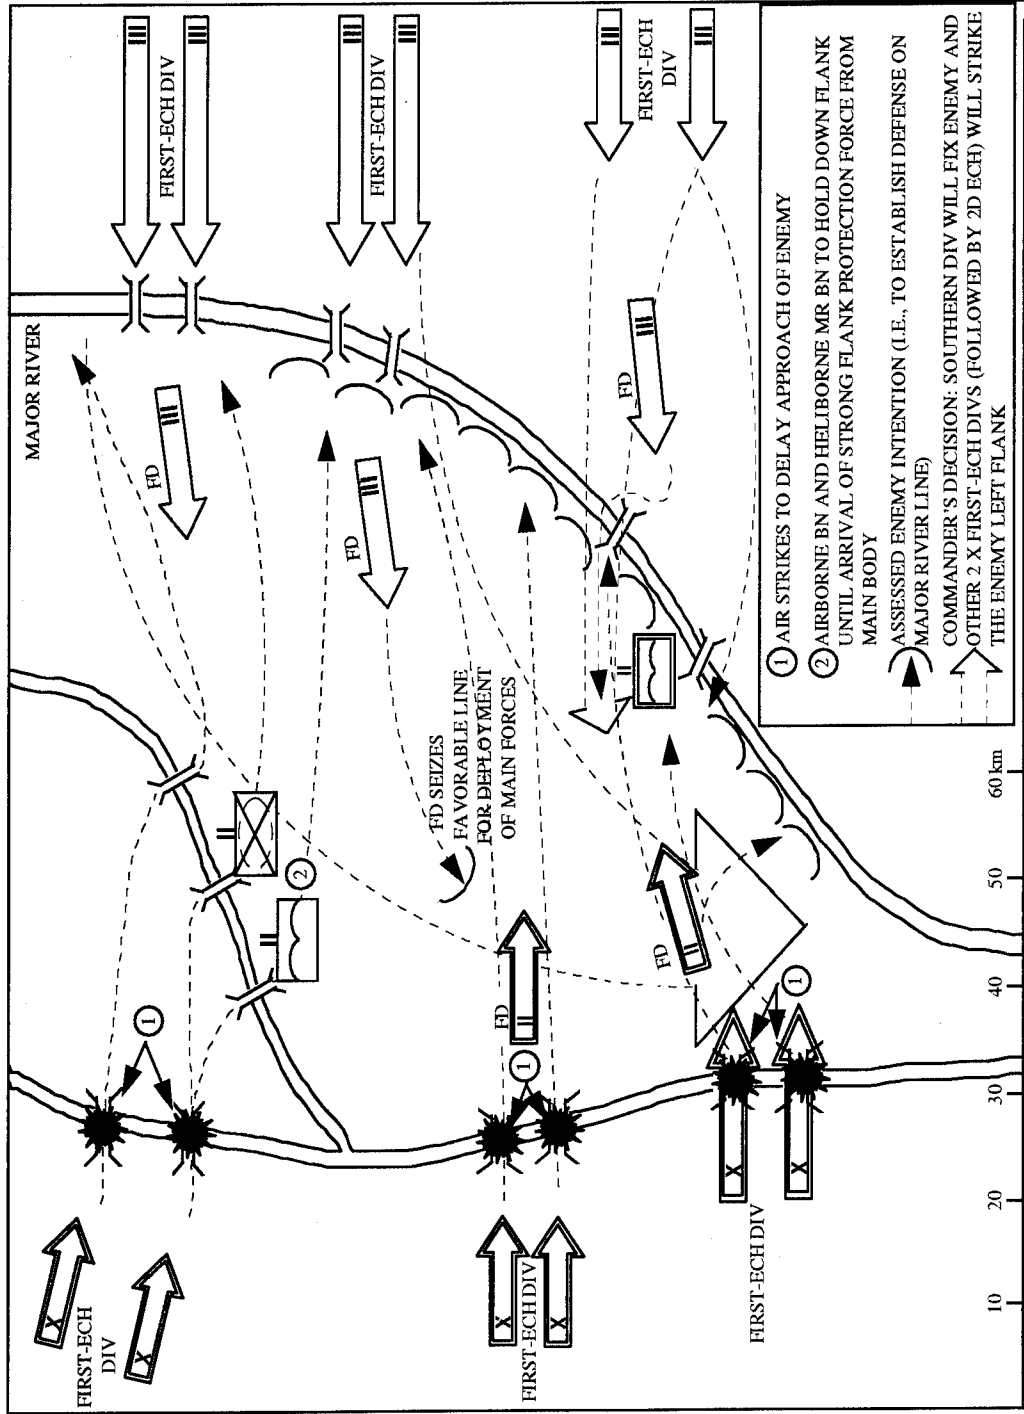 MAJOR RIVER
FIRST-ECH DIV
FIRST-ECH DIV
FIRST-ECH
DIV
FD
FD
FD
FD SEIZES
FAVORABLE LINE
FOR DEPLOYMENT
OF MAIN FORCES
2
1
1
1
FD
FD
X
X
FIRST-ECH
DIV
X
X
FIRST-ECH DIV
X
X
FIRST-ECH DIV
10
20
30
40
50
60 km
1 AIR STRIKES TO DELAY APPROACH OF ENEMY
2 AIRBORNE BN AND HELIBORNE MR BN TO HOLD DOWN FLANK
UNTIL ARRIVAL OF STRONG FLANK PROTECTION FORCE FROM
MAIN BODY
ASSESSED ENEMY INTENTION (I.E., TO ESTABLISH DEFENSE ON
MAJOR RIVER LINE)
COMMANDER'S DECISION: SOUTHERN DIV WILL FIX ENEMY AND
OTHER 2 X FIRST-ECH DIVS (FOLLOWED BY 2D ECH) WILL STRIKE
THE ENEMY LEFT FLANK